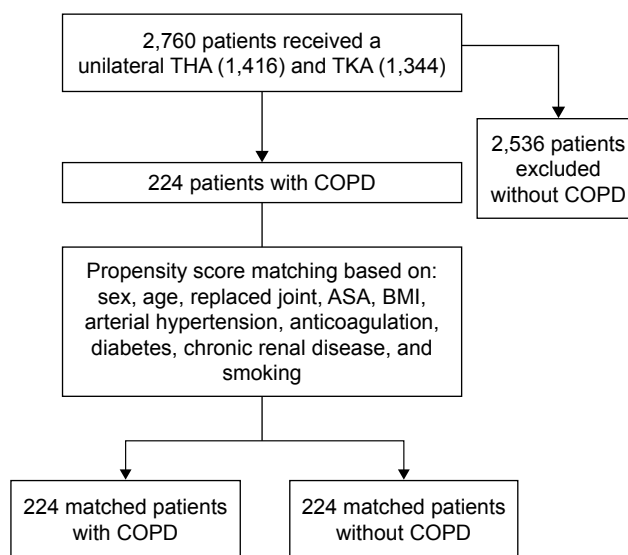 2,760 patients received a
unilateral THA (1,416) and TKA (1,344)
2,536 patients
excluded
without COPD
224 patients with COPD
Propensity score matching based on:
sex, age, replaced joint, ASA, BMI,
arterial hypertension, anticoagulation,
diabetes, chronic renal disease, and
smoking
224 matched patients
with COPD
224 matched patients
without COPD